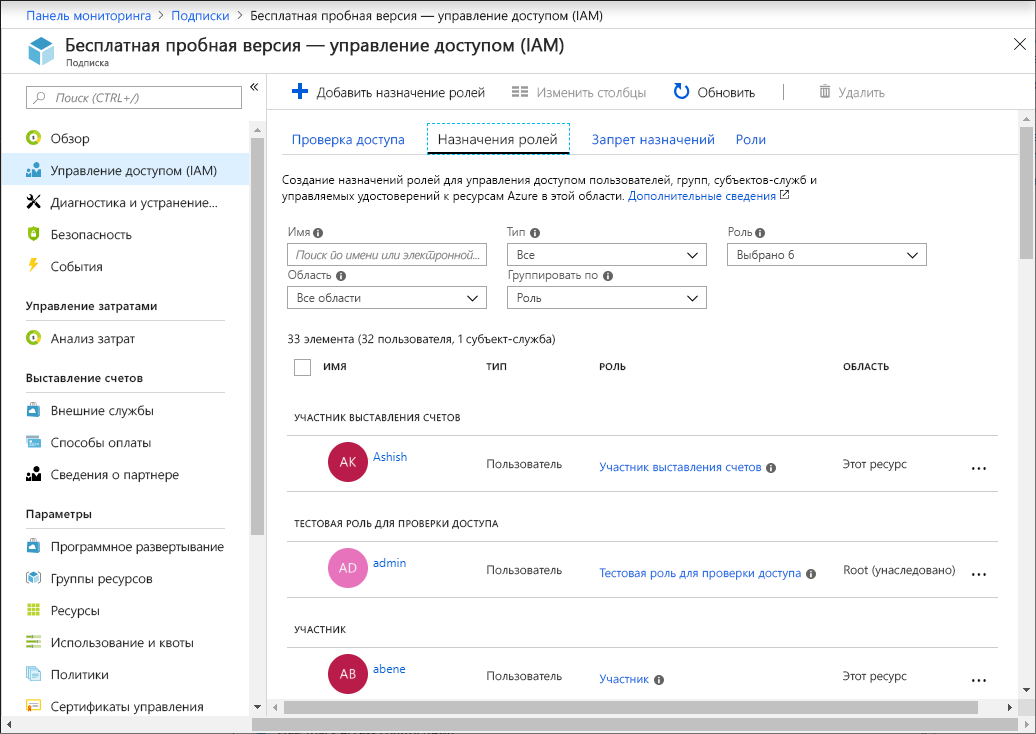 Панель мониторинга > Подписки > Бесплатная пробная версия — управление доступом (IAM)
Бесплатная пробная версия — управление доступом (IAM)
Подписка
Поиск (CTRL+/)
Обзор
Управление доступом (IAM)
Диагностика и устранение...
Безопасность
События
Управление затратами
Анализ затрат
Выставление счетов
Внешние службы
Способы оплаты
Сведения о партнере
Параметры
Программное развертывание
Группы ресурсов
Ресурсы
Использование и квоты
Политики
Сертификаты управления
Добавить назначение ролей Изменить столбцы Обновить Удалить
Проверка доступа Назначения ролей Запрет назначений Роли
Создание назначений ролей для управления доступом пользователей, групп, субъектов-служб и
управляемых удостоверений к ресурсам Azure в этой области. Дополнительные сведения
Имя Тип Роль
Поиск по имени или электронной... Все Выбрано 6
Область Группировать по
Все области Роль
33 элемента (32 пользователя, 1 субъект-служба)
ИМЯ ТИП РОЛЬ ОБЛАСТЬ
УЧАСТНИК ВЫСТАВЛЕНИЯ СЧЕТОВ
AK Ashish Пользователь Участник выставления счетов Этот ресурс ...
ТЕСТОВАЯ РОЛЬ ДЛЯ ПРОВЕРКИ ДОСТУПА
AD admin Пользователь Тестовая роль для проверки доступа Root (унаследовано) ...
УЧАСТНИК
AB abene Пользователь Участник Этот ресурс ...